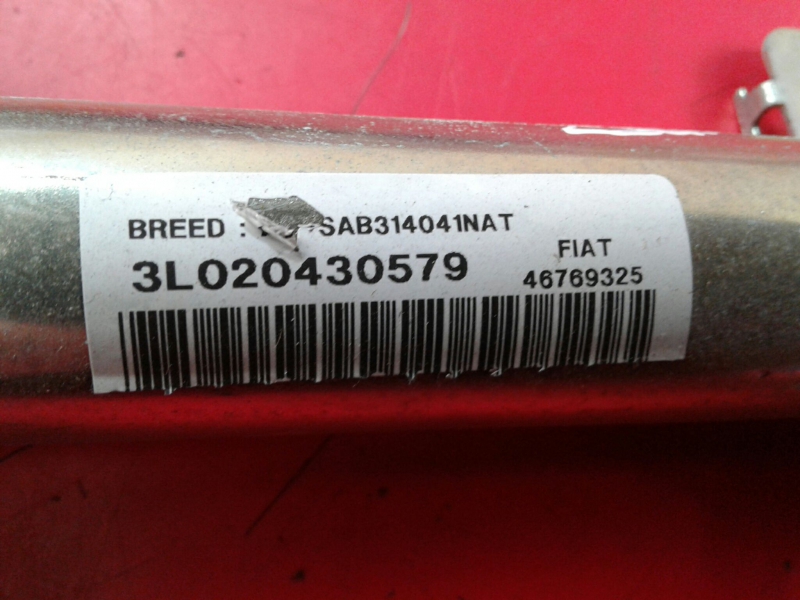 BREED : SAB314041NAT
3L020430579
FIAT
46769325